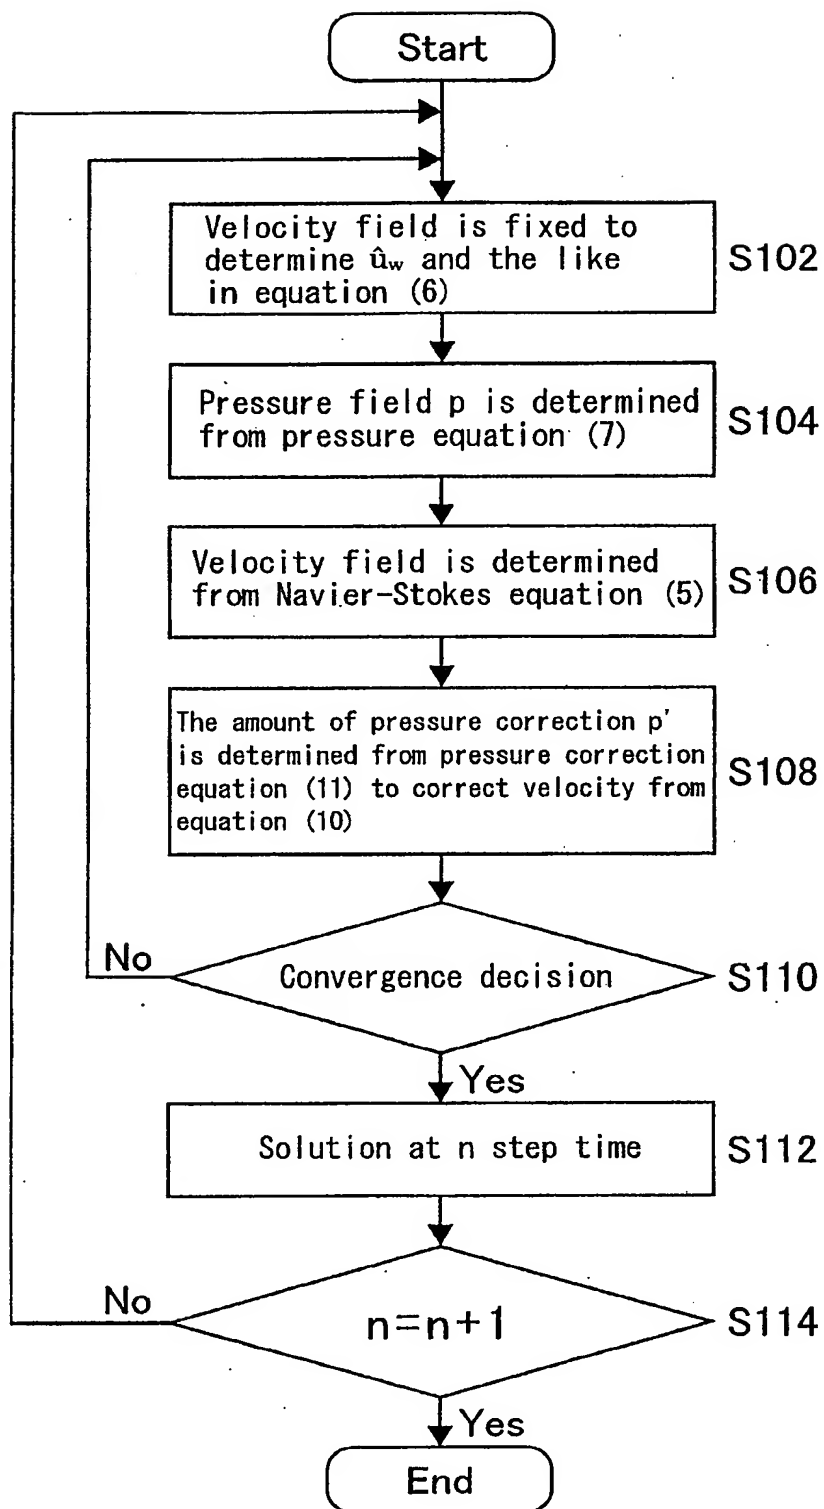 Start
Velocity field is fixed to
determine û_w and the like
in equation (6)
S102
Pressure field p is determined
from pressure equation (7)
S104
Velocity field is determined
from Navier-Stokes equation (5)
S106
The amount of pressure correction p'
is determined from pressure correction
equation (11) to correct velocity from
equation (10)
S108
No
Convergence decision
S110
Yes
Solution at n step time
S112
No
n=n+1
S114
Yes
End